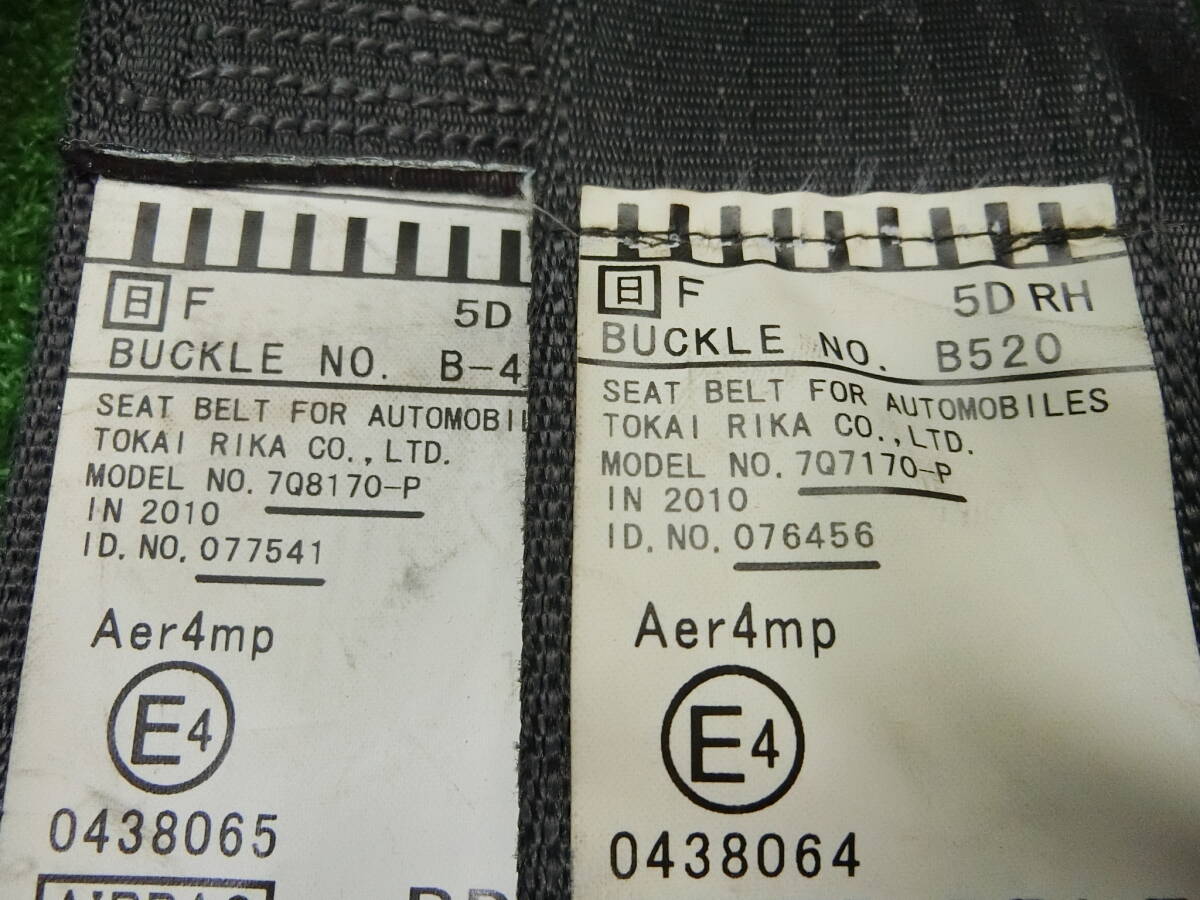 日 F 5D
BUCKLE NO. B-4
SEAT BELT FOR AUTOMOBIL
TOKAI RIKA CO.,LTD.
MODEL NO. 7Q8170-P
IN 2010
ID.NO. 077541
Aer4mp
E4
0438065
AIRBAG
日 F 5D RH
BUCKLE NO. B520
SEAT BELT FOR AUTOMOBILES
TOKAI RIKA CO.,LTD.
MODEL NO. 7Q7170-P
IN 2010
ID.NO. 076456
Aer4mp
E4
0438064